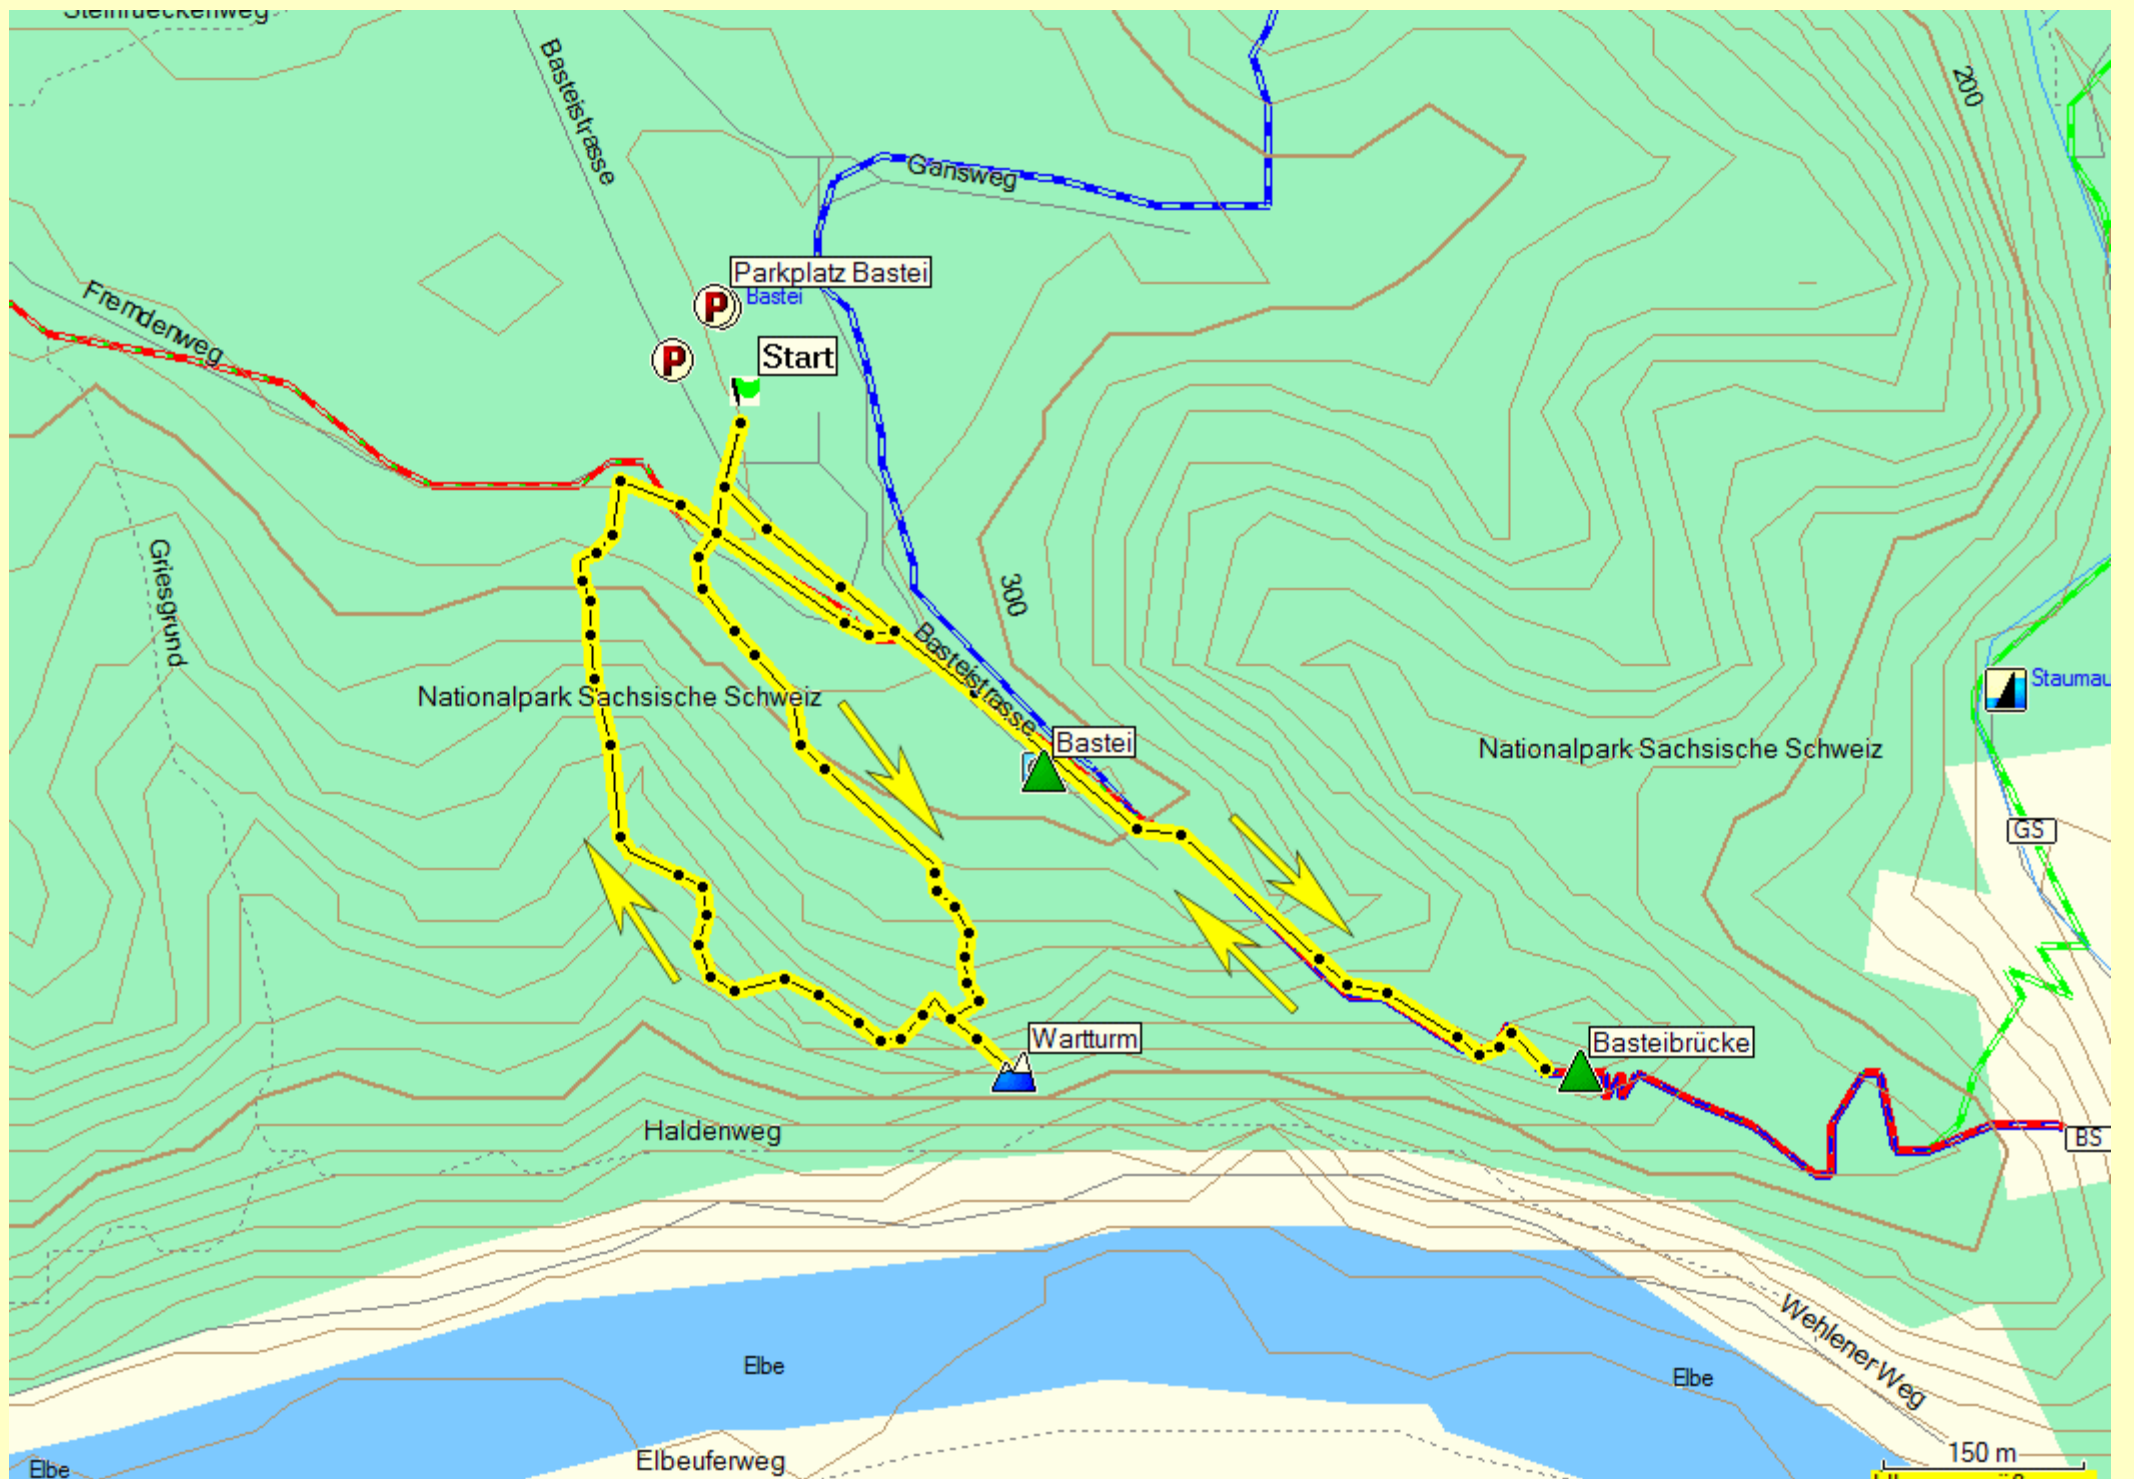 Steinrueckenweg
Basteistrasse
200
Gansweg
Parkplatz Bastei
P
Bastei
Fremdenweg
P
Start
Griesgrund
300
Basteistrasse
Staumau
Nationalpark Sachsische Schweiz
Bastei
Nationalpark Sachsische Schweiz
GS
Wartturm
Basteibrücke
Haldenweg
BS
Wehlener Weg
Elbe
Elbe
150 m
Elbeuferweg
Elbe